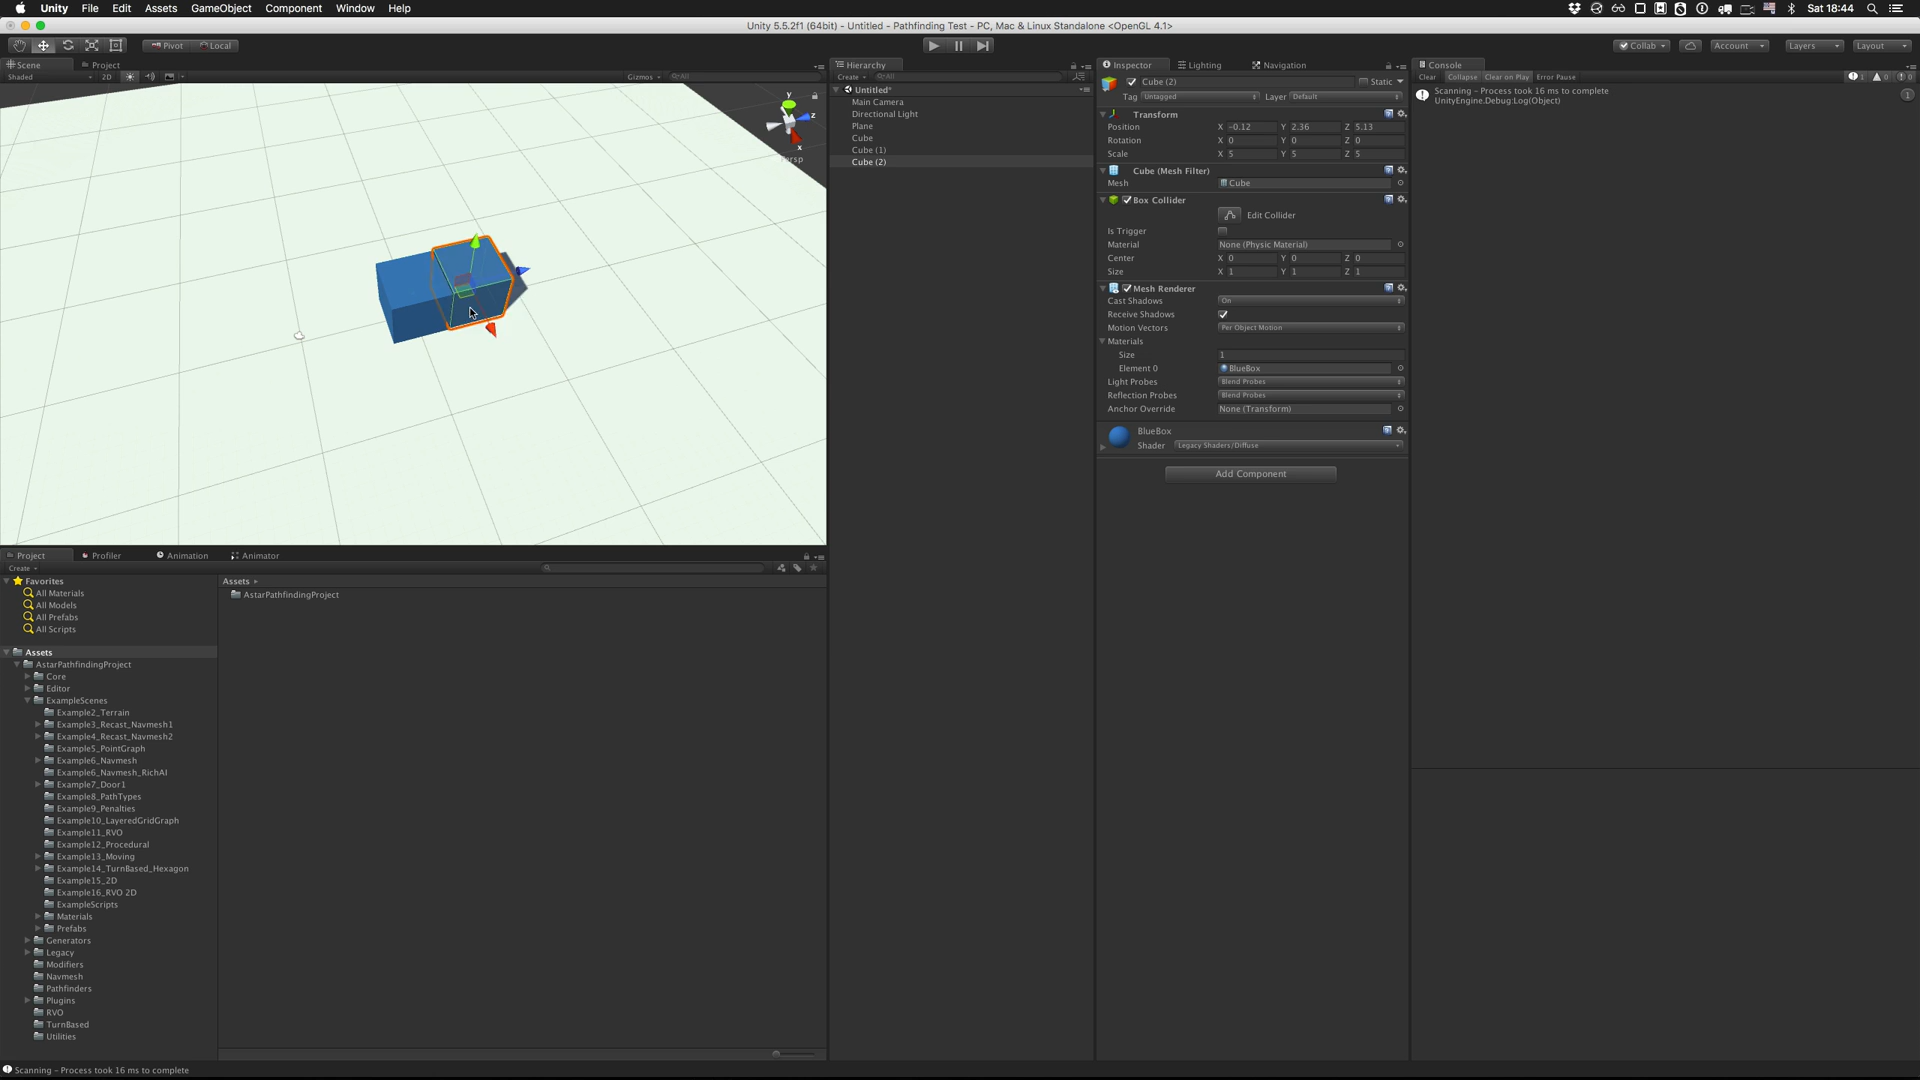 Unity File Edit Assets GameObject Component Window Help
Sat 18:44
Unity 5.5.2f1 (64bit) - Untitled - Pathfinding Test - PC, Mac & Linux Standalone <OpenGL 4.1>
Pivot Local
Collab Account Layers Layout
Scene Project
Shaded 2D Gizmos All
y
z
x
Persp
Hierarchy
Create All
Untitled*
Main Camera
Directional Light
Plane
Cube
Cube (1)
Cube (2)
Inspector Lighting Navigation
Cube (2) Static
Tag Untagged Layer Default
Transform
Position X -0.12 Y 2.36 Z 5.13
Rotation X 0 Y 0 Z 0
Scale X 5 Y 5 Z 5
Cube (Mesh Filter)
Mesh Cube
Box Collider
Edit Collider
Is Trigger
Material None (Physic Material)
Center X 0 Y 0 Z 0
Size X 1 Y 1 Z 1
Mesh Renderer
Cast Shadows On
Receive Shadows
Motion Vectors Per Object Motion
Materials
Size 1
Element 0 BlueBox
Light Probes Blend Probes
Reflection Probes Blend Probes
Anchor Override None (Transform)
BlueBox
Shader Legacy Shaders/Diffuse
Add Component
Console
Clear Collapse Clear on Play Error Pause 1 0 0
Scanning - Process took 16 ms to complete
UnityEngine.Debug:Log(Object)
1
Project Profiler Animation Animator
Create
Favorites
All Materials
All Models
All Prefabs
All Scripts
Assets
AstarPathfindingProject
Core
Editor
ExampleScenes
Example2_Terrain
Example3_Recast_Navmesh1
Example4_Recast_Navmesh2
Example5_PointGraph
Example6_Navmesh
Example6_Navmesh_RichAI
Example7_Door1
Example8_PathTypes
Example9_Penalties
Example10_LayeredGridGraph
Example11_RVO
Example12_Procedural
Example13_Moving
Example14_TurnBased_Hexagon
Example15_2D
Example16_RVO 2D
ExampleScripts
Materials
Prefabs
Generators
Legacy
Modifiers
Navmesh
Pathfinders
Plugins
RVO
TurnBased
Utilities
Assets
AstarPathfindingProject
Scanning - Process took 16 ms to complete